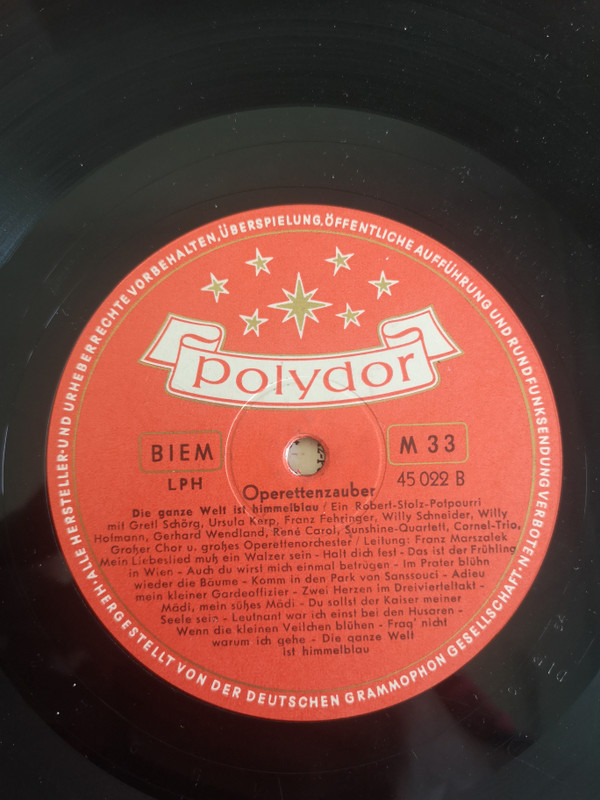 ALLE HERSTELLER- UND URHEBERRECHTE VORBEHALTEN, ÜBERSPIELUNG, ÖFFENTLICHE AUFFÜHRUNG UND RUNDFUNKSENDUNG VERBOTEN·
polydor
BIEM
M 33
LPH
45 022 B
Operettenzauber
Die ganze Welt ist himmelblau / Ein Robert-Stolz-Potpourri
mit Gretl Schörg, Ursula Kerp, Franz Fehringer, Willy Schneider, Willy
Hofmann, Gerhard Wendland, René Carol, Sunshine-Quartett, Cornel-Trio,
Großer Chor u. großes Operettenorchester / Leitung: Franz Marszalek
Mein Liebeslied muß ein Walzer sein - Halt dich fest - Das ist der Frühling
in Wien - Auch du wirst mich einmal betrügen - Im Prater blühn
wieder die Bäume - Komm in den Park von Sanssouci - Adieu
mein kleiner Gardeoffizier - Zwei Herzen im Dreivierteltakt -
Mädi, mein süßes Mädi - Du sollst der Kaiser meiner
Seele sein - Leutnant war ich einst bei den Husaren -
Wenn die kleinen Veilchen blühen - Frag' nicht
warum ich gehe - Die ganze Welt
ist himmelblau
HERGESTELLT VON DER DEUTSCHEN GRAMMOPHON GESELLSCHAFT·